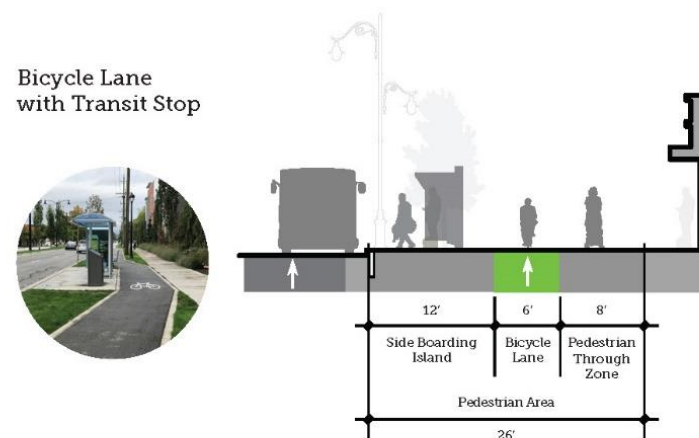 Bicycle Lane
with Transit Stop
12'
6'
8'
Side Boarding
Island
Bicycle
Lane
Pedestrian
Through
Zone
Pedestrian Area
26'